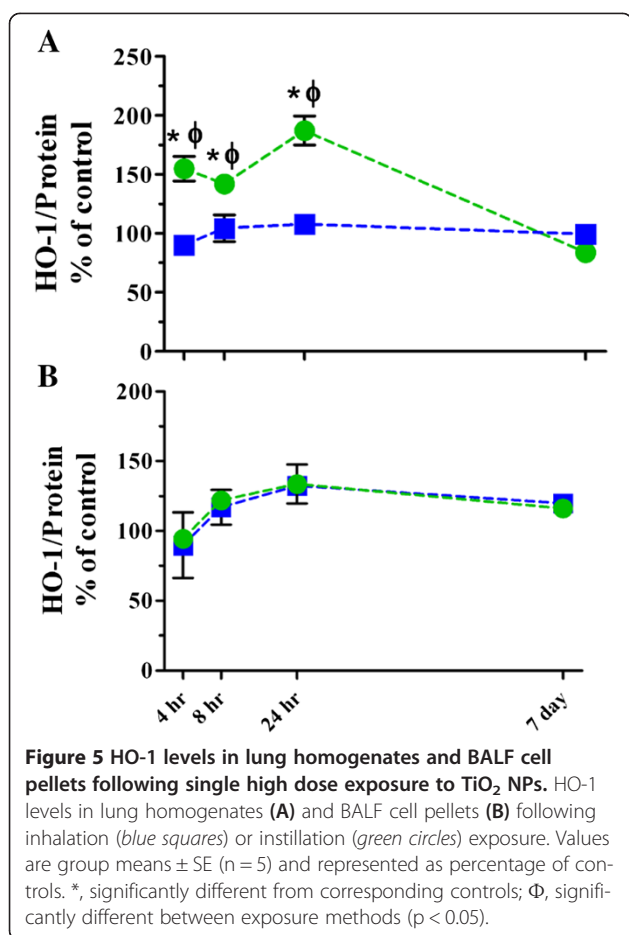 A
250
200
150
100
50
0
HO-1/Protein
% of control
* ϕ
* ϕ
* ϕ
B
200
150
100
50
0
HO-1/Protein
% of control
4 hr
8 hr
24 hr
7 day
Figure 5 HO-1 levels in lung homogenates and BALF cell
pellets following single high dose exposure to TiO₂ NPs. HO-1
levels in lung homogenates (A) and BALF cell pellets (B) following
inhalation (blue squares) or instillation (green circles) exposure. Values
are group means ± SE (n = 5) and represented as percentage of con-
trols. *, significantly different from corresponding controls; Φ, signifi-
cantly different between exposure methods (p < 0.05).